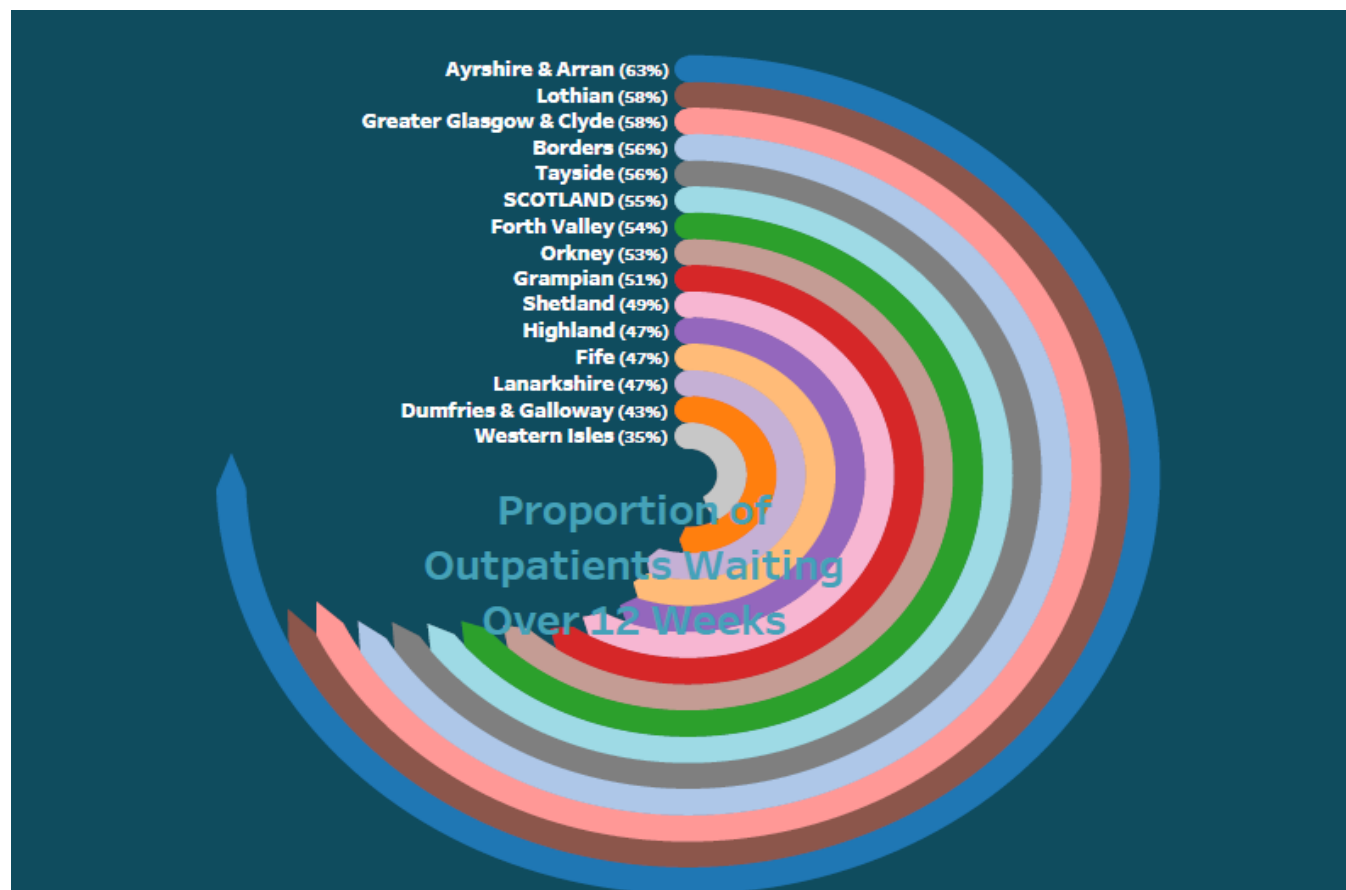 Ayrshire & Arran (63%)
Lothian (58%)
Greater Glasgow & Clyde (58%)
Borders (56%)
Tayside (56%)
SCOTLAND (55%)
Forth Valley (54%)
Orkney (53%)
Grampian (51%)
Shetland (49%)
Highland (47%)
Fife (47%)
Lanarkshire (47%)
Dumfries & Galloway (43%)
Western Isles (35%)
Proportion of
Outpatients Waiting
Over 12 Weeks